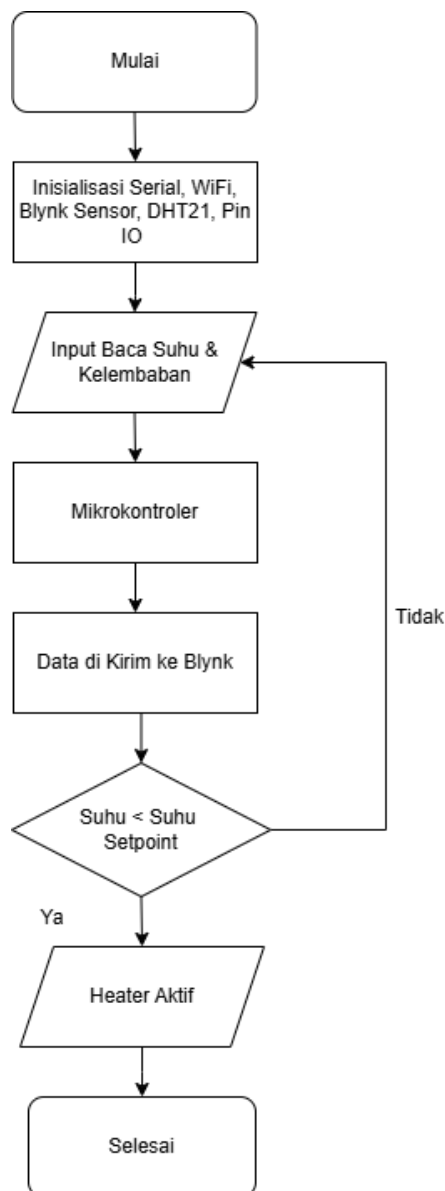 Mulai
Inisialisasi Serial, WiFi,
Blynk Sensor, DHT21, Pin
IO
Input Baca Suhu &
Kelembaban
Mikrokontroler
Tidak
Data di Kirim ke Blynk
Suhu < Suhu
Setpoint
Ya
Heater Aktif
Selesai